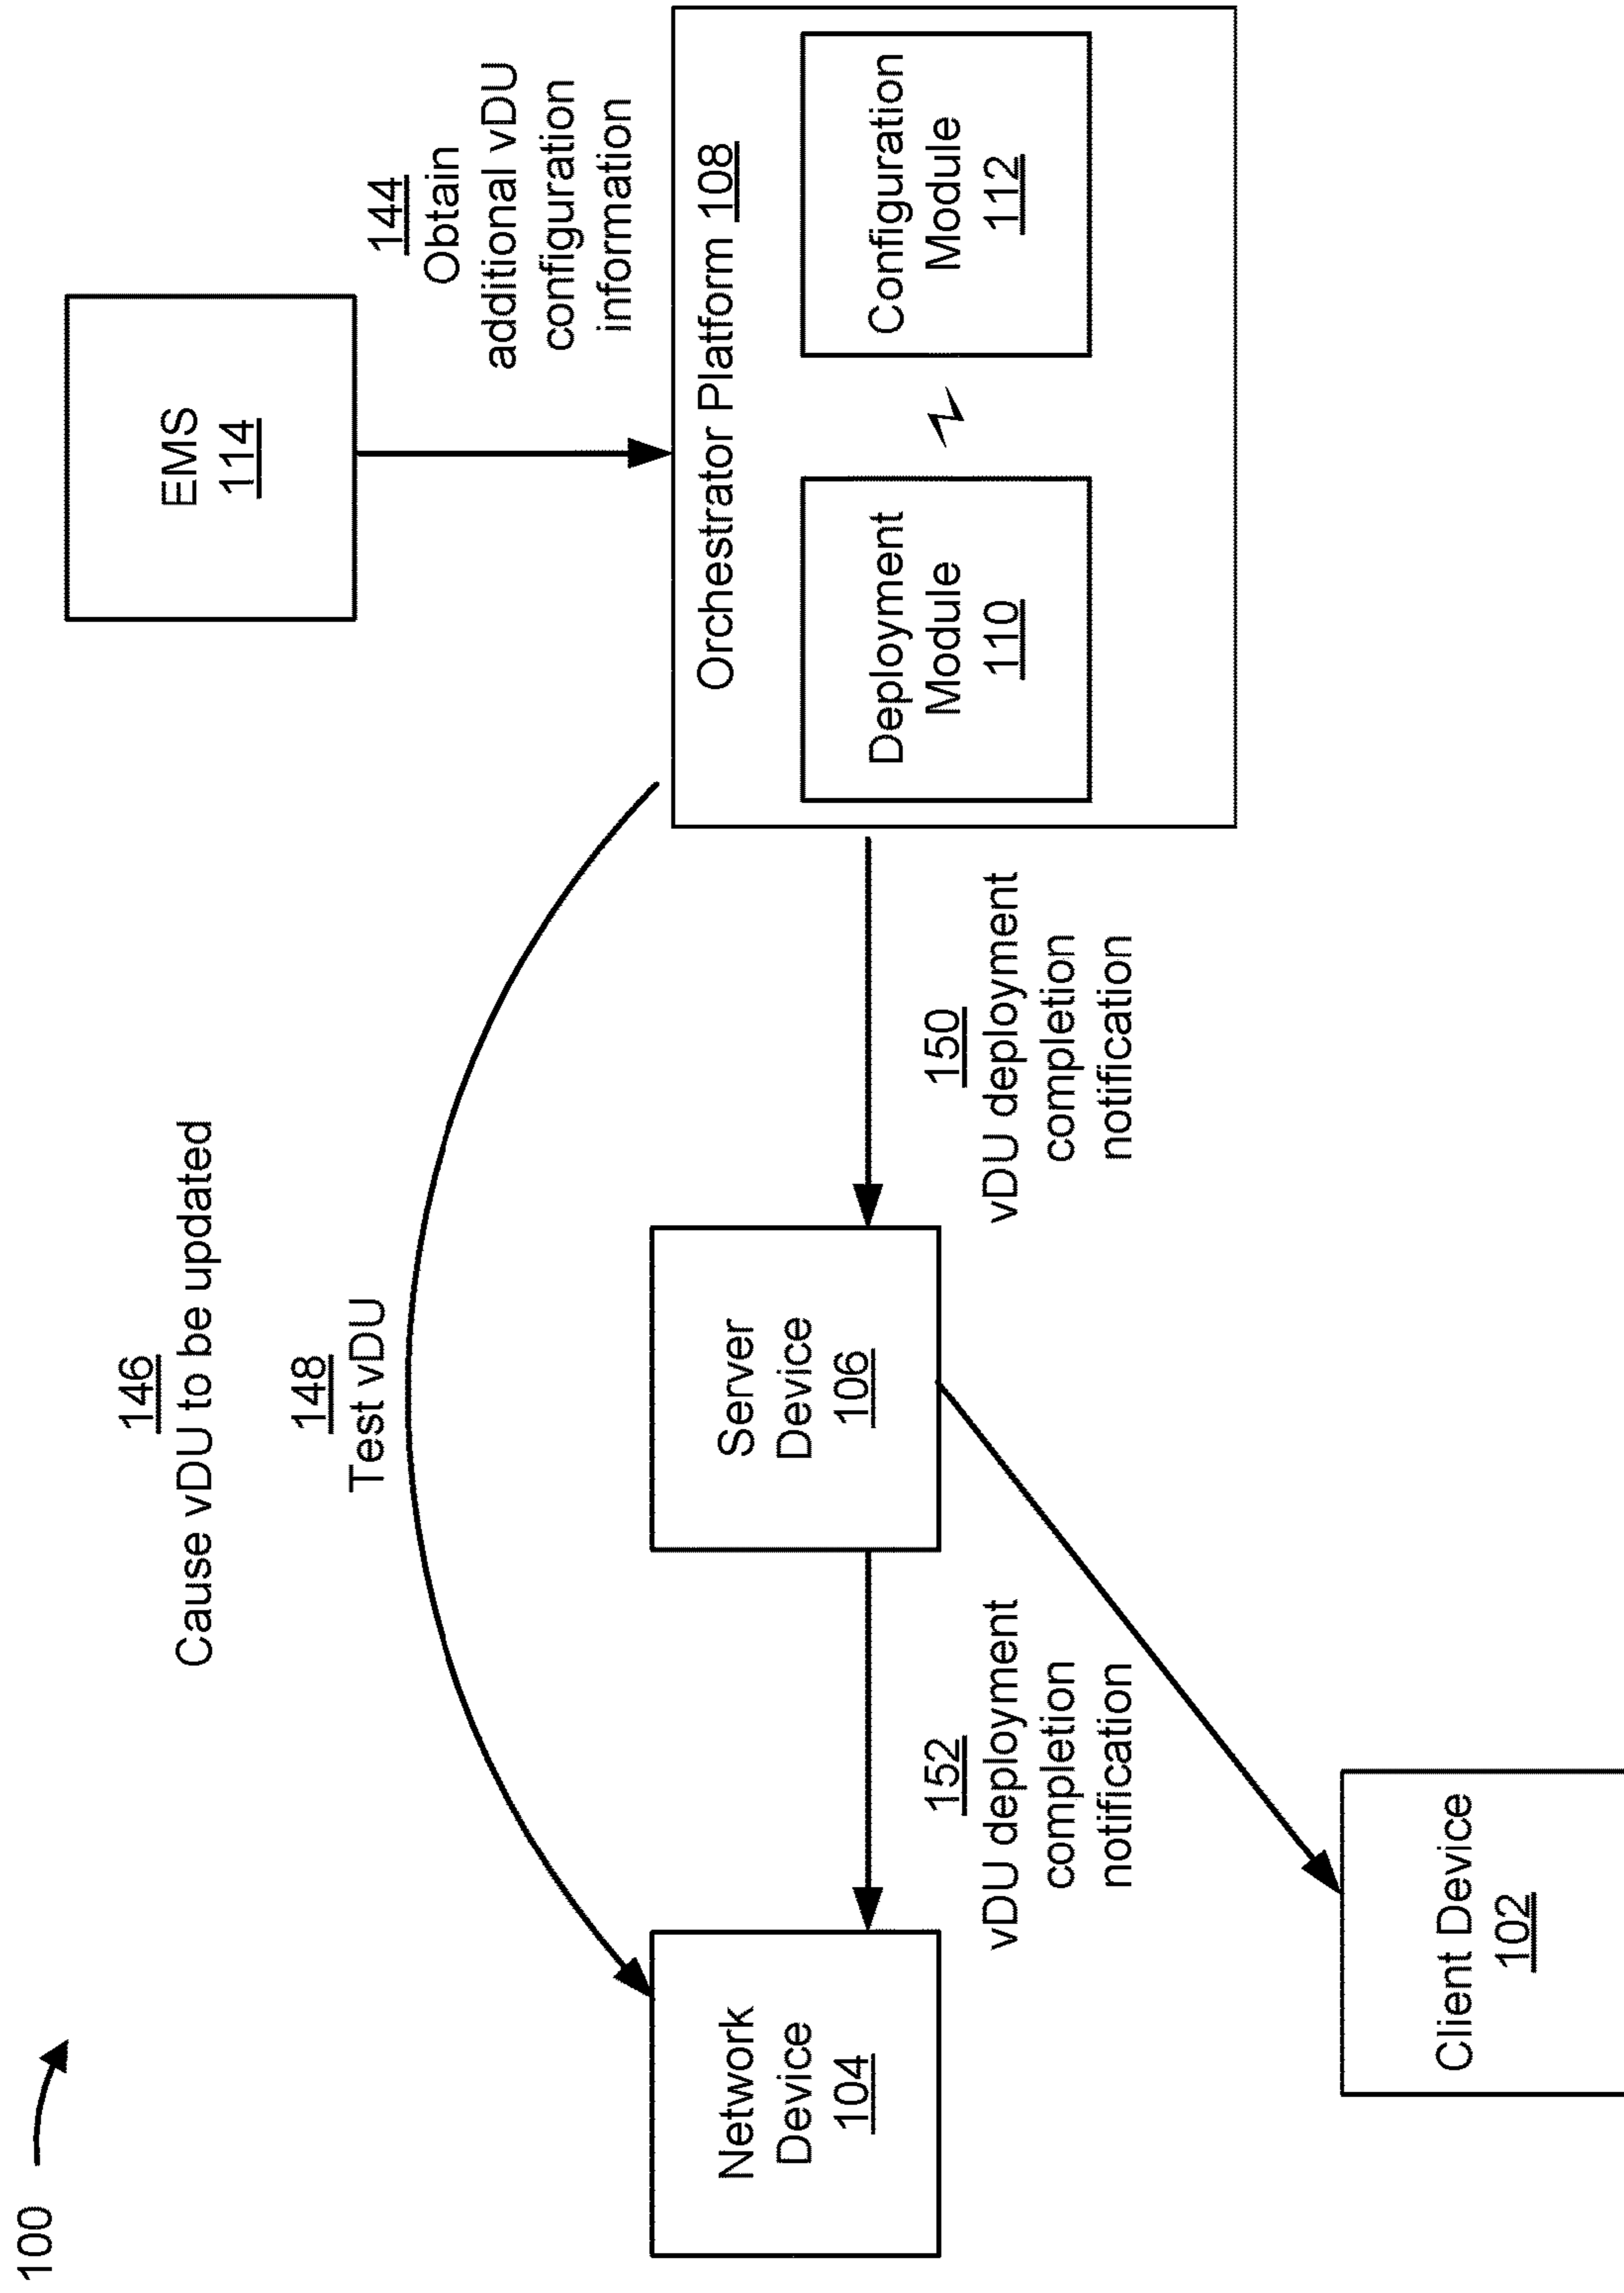 100
146
Cause vDU to be updated
148
Test vDU
EMS
114
144
Obtain
additional vDU
configuration
information
Network
Device
104
Server
Device
106
Orchestrator Platform 108
Deployment
Module
110
Configuration
Module
112
152
vDU deployment
completion
notification
150
vDU deployment
completion
notification
Client Device
102